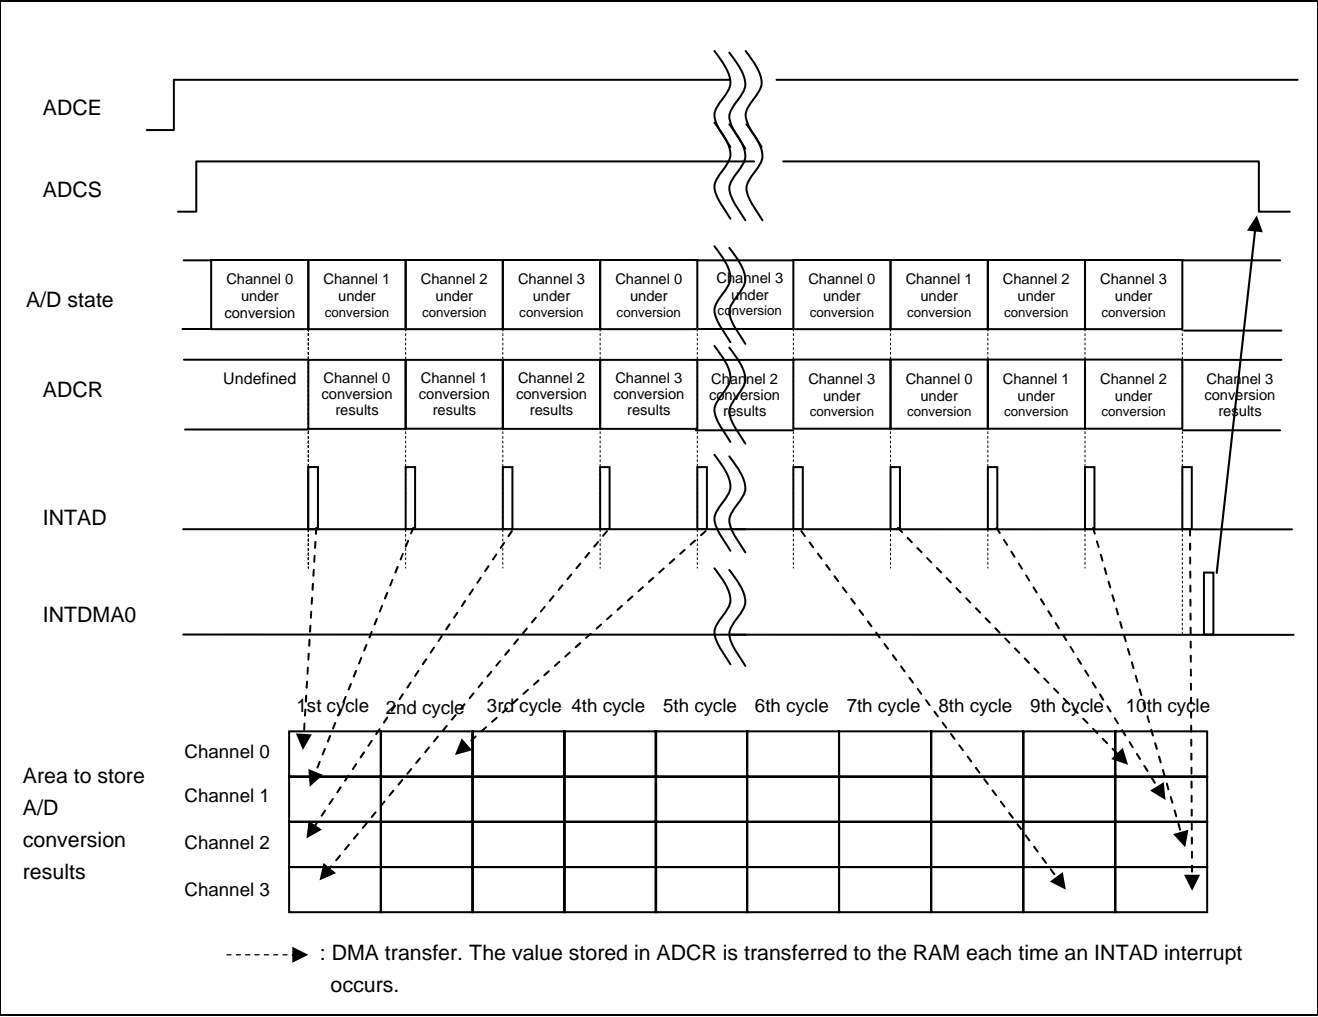 ADCE
ADCS
A/D state
Channel 0 under conversion
Channel 1 under conversion
Channel 2 under conversion
Channel 3 under conversion
Channel 0 under conversion
Channel 3 under conversion
Channel 0 under conversion
Channel 1 under conversion
Channel 2 under conversion
Channel 3 under conversion
ADCR
Undefined
Channel 0 conversion results
Channel 1 conversion results
Channel 2 conversion results
Channel 3 conversion results
Channel 2 conversion results
Channel 3 under conversion
Channel 0 under conversion
Channel 1 under conversion
Channel 2 under conversion
Channel 3 conversion results
INTAD
INTDMA0
1st cycle 2nd cycle 3rd cycle 4th cycle 5th cycle 6th cycle 7th cycle 8th cycle 9th cycle 10th cycle
Area to store
A/D
conversion
results
Channel 0
Channel 1
Channel 2
Channel 3
: DMA transfer. The value stored in ADCR is transferred to the RAM each time an INTAD interrupt
occurs.